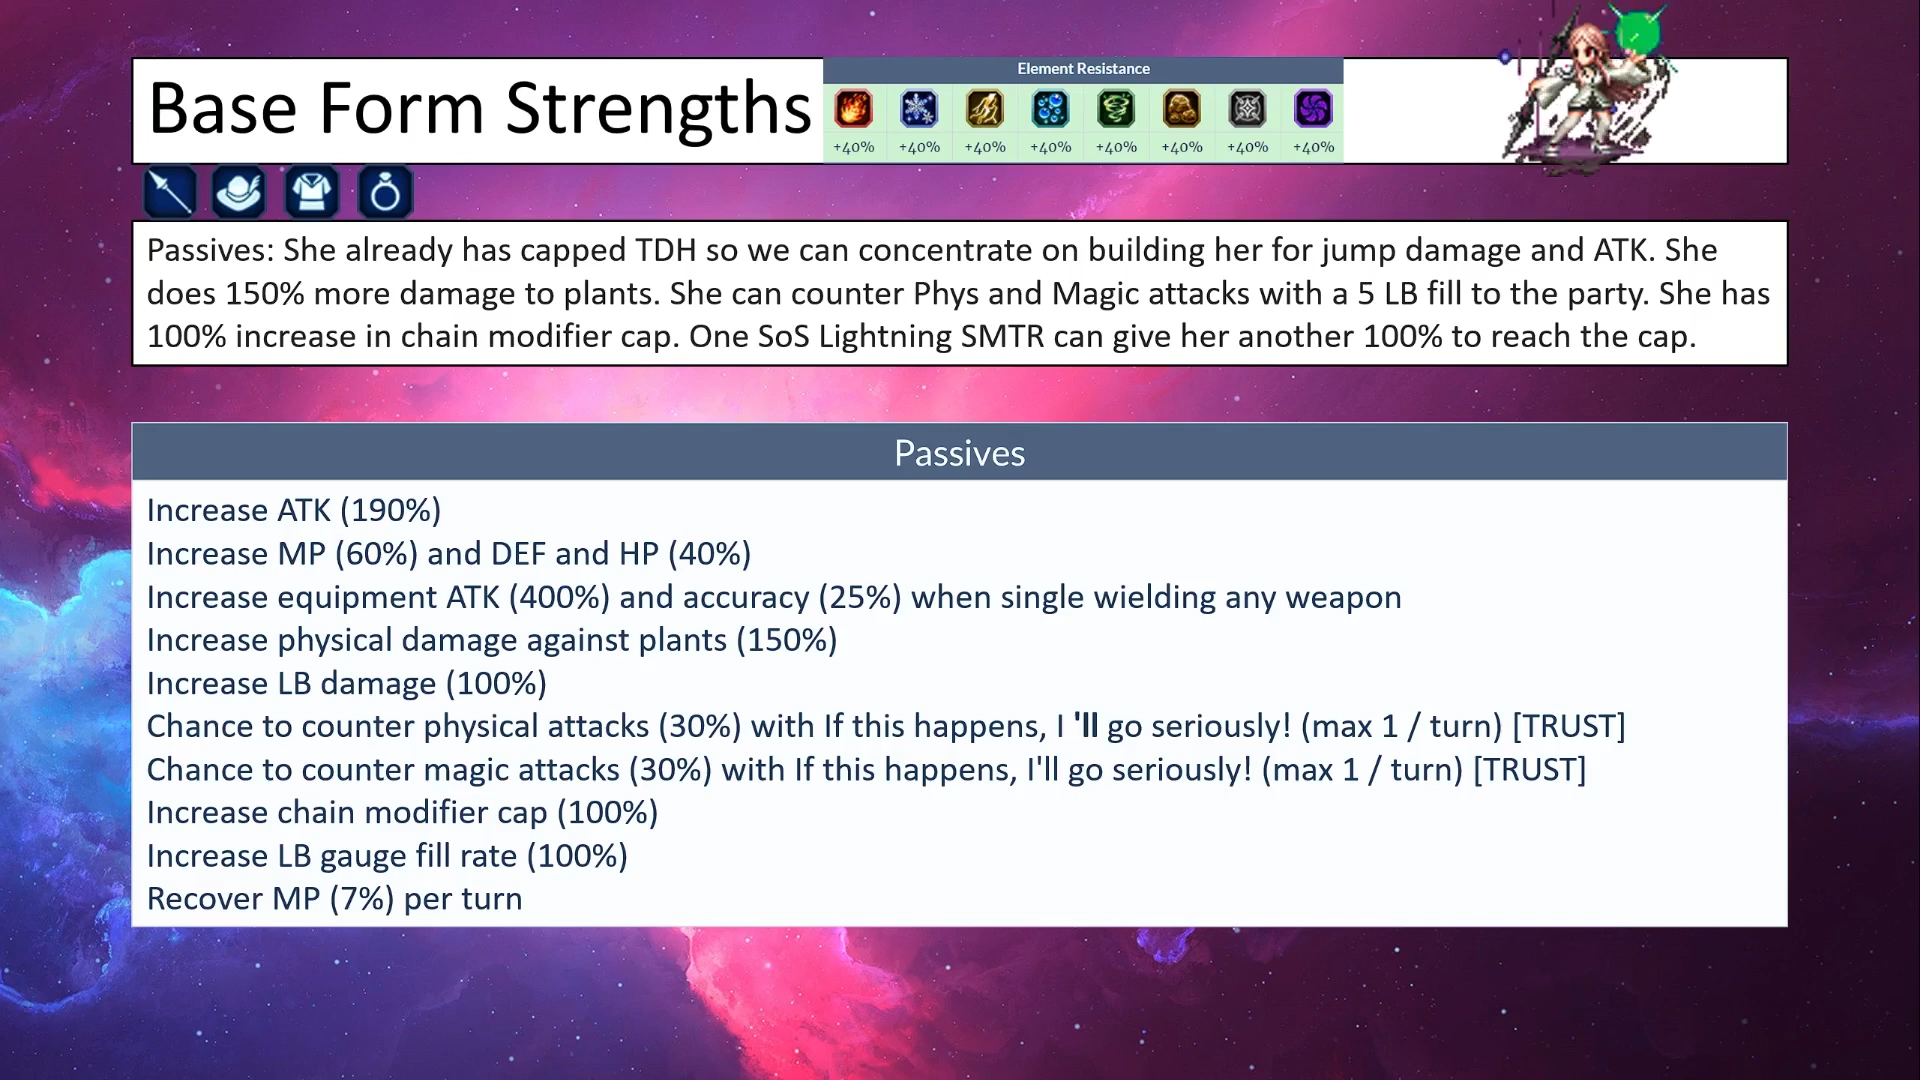 Base Form Strengths
Element Resistance
+40% +40% +40% +40% +40% +40% +40% +40%
Passives: She already has capped TDH so we can concentrate on building her for jump damage and ATK. She
does 150% more damage to plants. She can counter Phys and Magic attacks with a 5 LB fill to the party. She has
100% increase in chain modifier cap. One SoS Lightning SMTR can give her another 100% to reach the cap.
Passives
Increase ATK (190%)
Increase MP (60%) and DEF and HP (40%)
Increase equipment ATK (400%) and accuracy (25%) when single wielding any weapon
Increase physical damage against plants (150%)
Increase LB damage (100%)
Chance to counter physical attacks (30%) with If this happens, I 'll go seriously! (max 1 / turn) [TRUST]
Chance to counter magic attacks (30%) with If this happens, I'll go seriously! (max 1 / turn) [TRUST]
Increase chain modifier cap (100%)
Increase LB gauge fill rate (100%)
Recover MP (7%) per turn